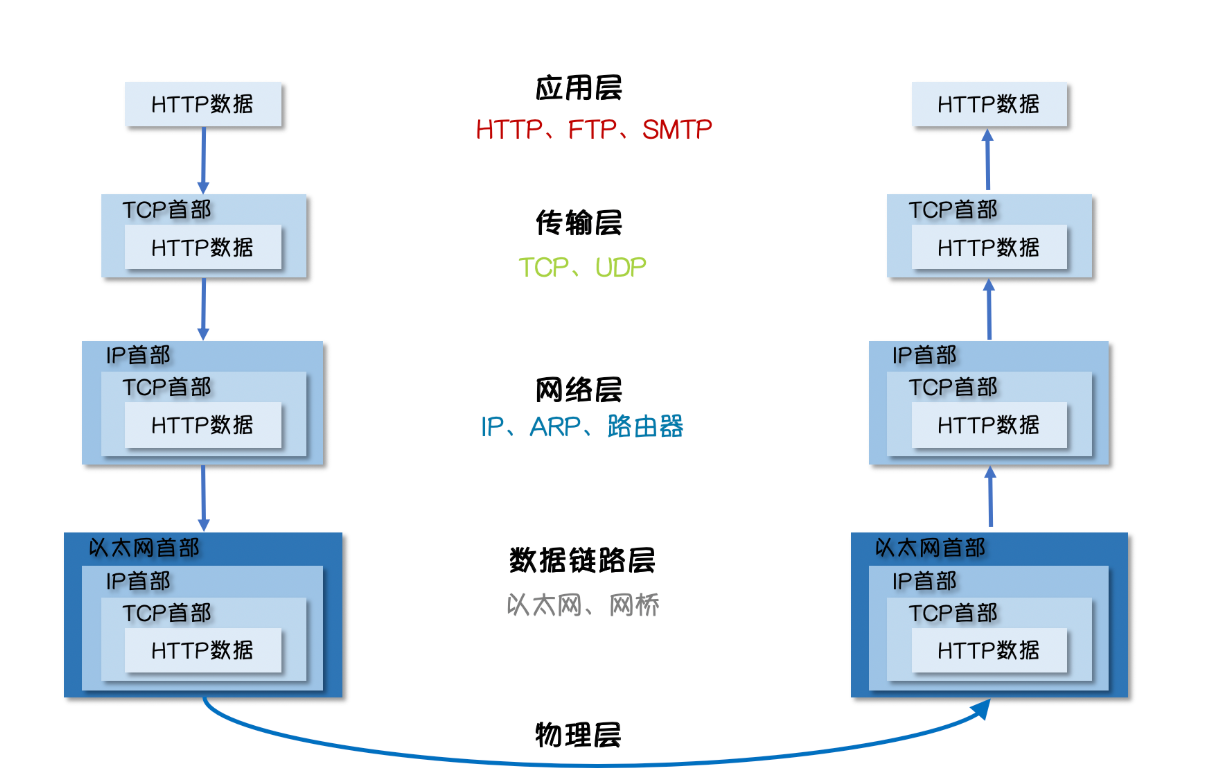 HTTP数据
应用层
HTTP、FTP、SMTP
HTTP数据
TCP首部
HTTP数据
传输层
TCP、UDP
TCP首部
HTTP数据
IP首部
TCP首部
HTTP数据
网络层
IP、ARP、路由器
IP首部
TCP首部
HTTP数据
以太网首部
IP首部
TCP首部
HTTP数据
数据链路层
以太网、网桥
以太网首部
IP首部
TCP首部
HTTP数据
物理层